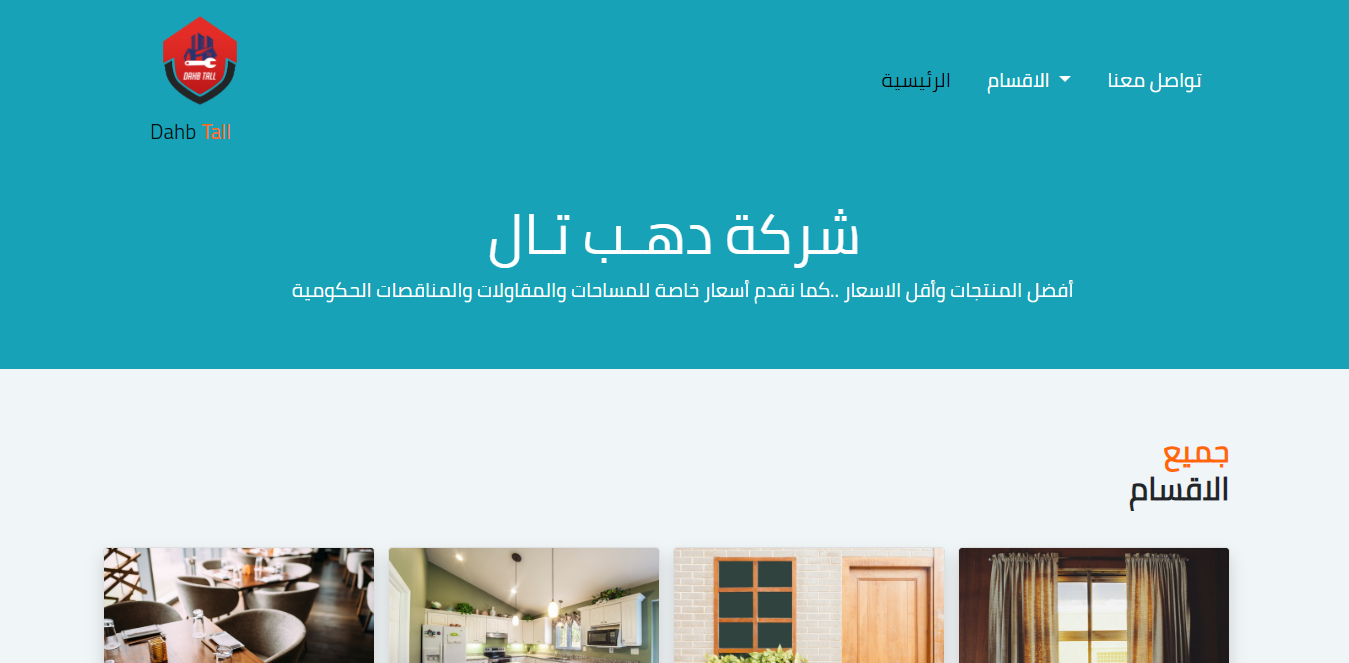 DAHB TALL
Dahb Tall
الرئيسية الاقسام تواصل معنا
شركة دهـب تـال
أفضل المنتجات وأقل الاسعار ..كما نقدم أسعار خاصة للمساحات والمقاولات والمناقصات الحكومية
جميع
الاقسام